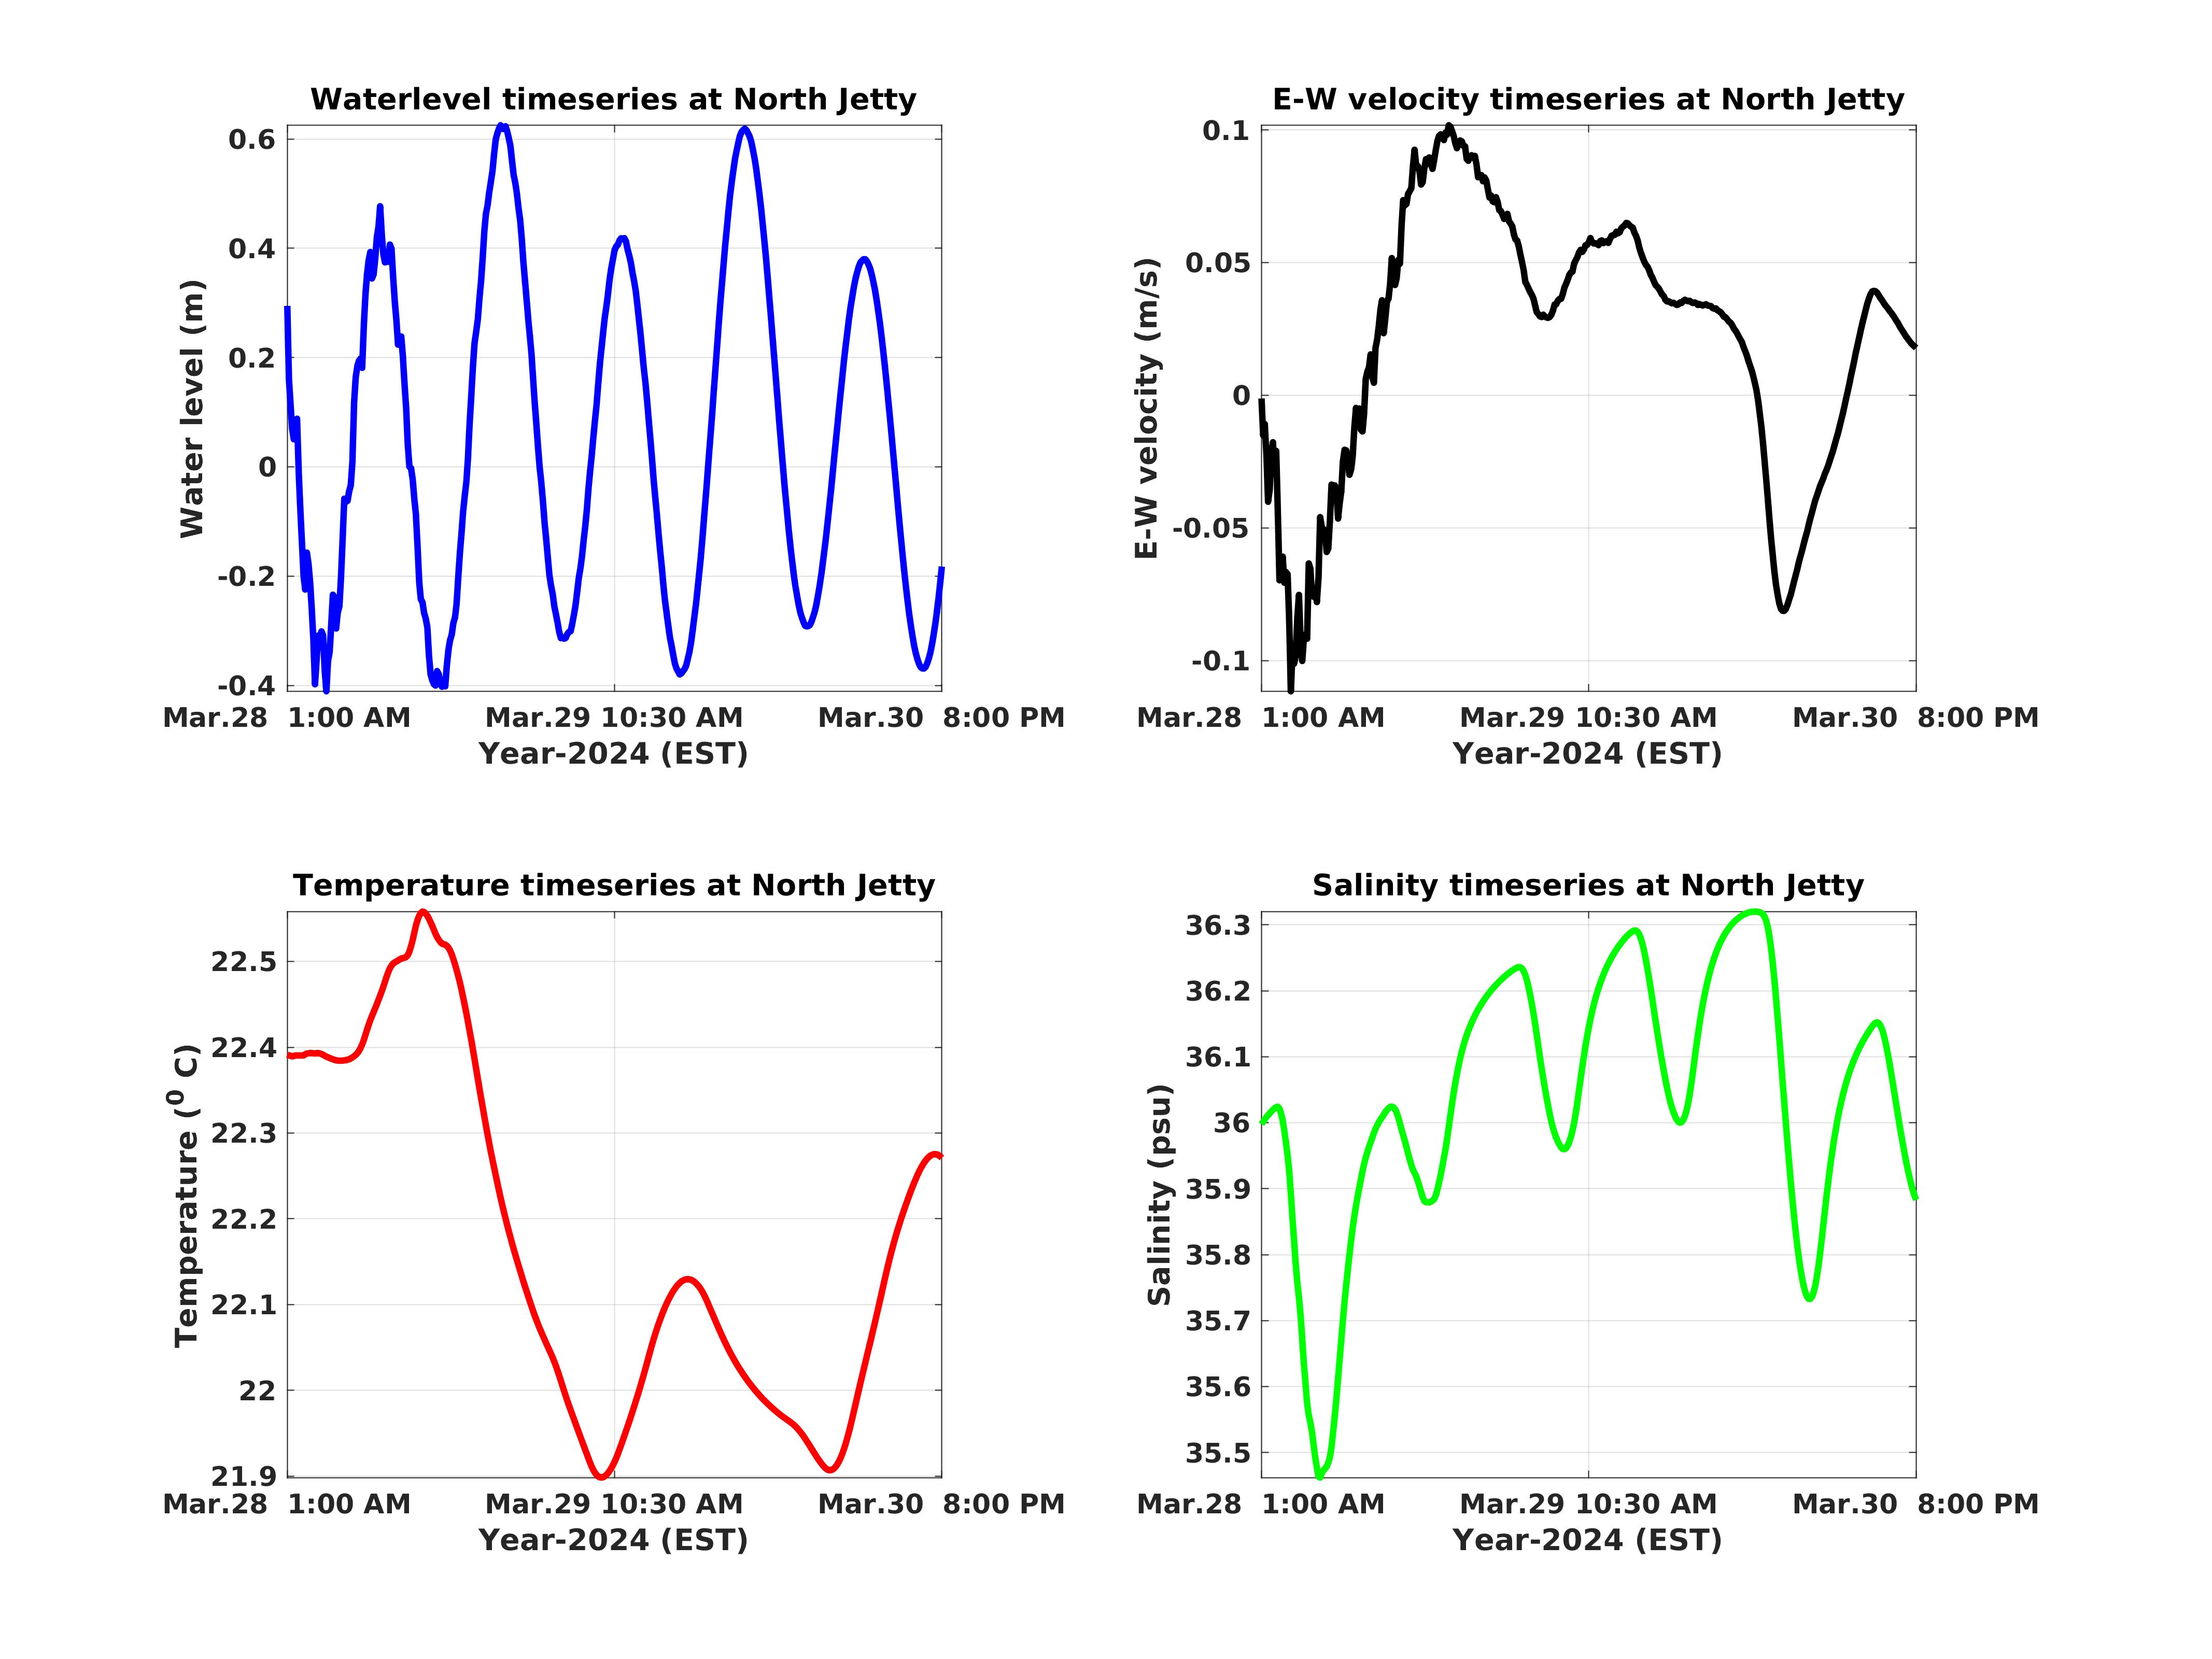 Waterlevel timeseries at North Jetty
0.6
0.4
0.2
0
-0.2
-0.4
Water level (m)
Mar.28 1:00 AM Mar.29 10:30 AM Mar.30 8:00 PM
Year-2024 (EST)
E-W velocity timeseries at North Jetty
0.1
0.05
0
-0.05
-0.1
E-W velocity (m/s)
Mar.28 1:00 AM Mar.29 10:30 AM Mar.30 8:00 PM
Year-2024 (EST)
Temperature timeseries at North Jetty
22.5
22.4
22.3
22.2
22.1
22
21.9
Temperature (⁰ C)
Mar.28 1:00 AM Mar.29 10:30 AM Mar.30 8:00 PM
Year-2024 (EST)
Salinity timeseries at North Jetty
36.3
36.2
36.1
36
35.9
35.8
35.7
35.6
35.5
Salinity (psu)
Mar.28 1:00 AM Mar.29 10:30 AM Mar.30 8:00 PM
Year-2024 (EST)